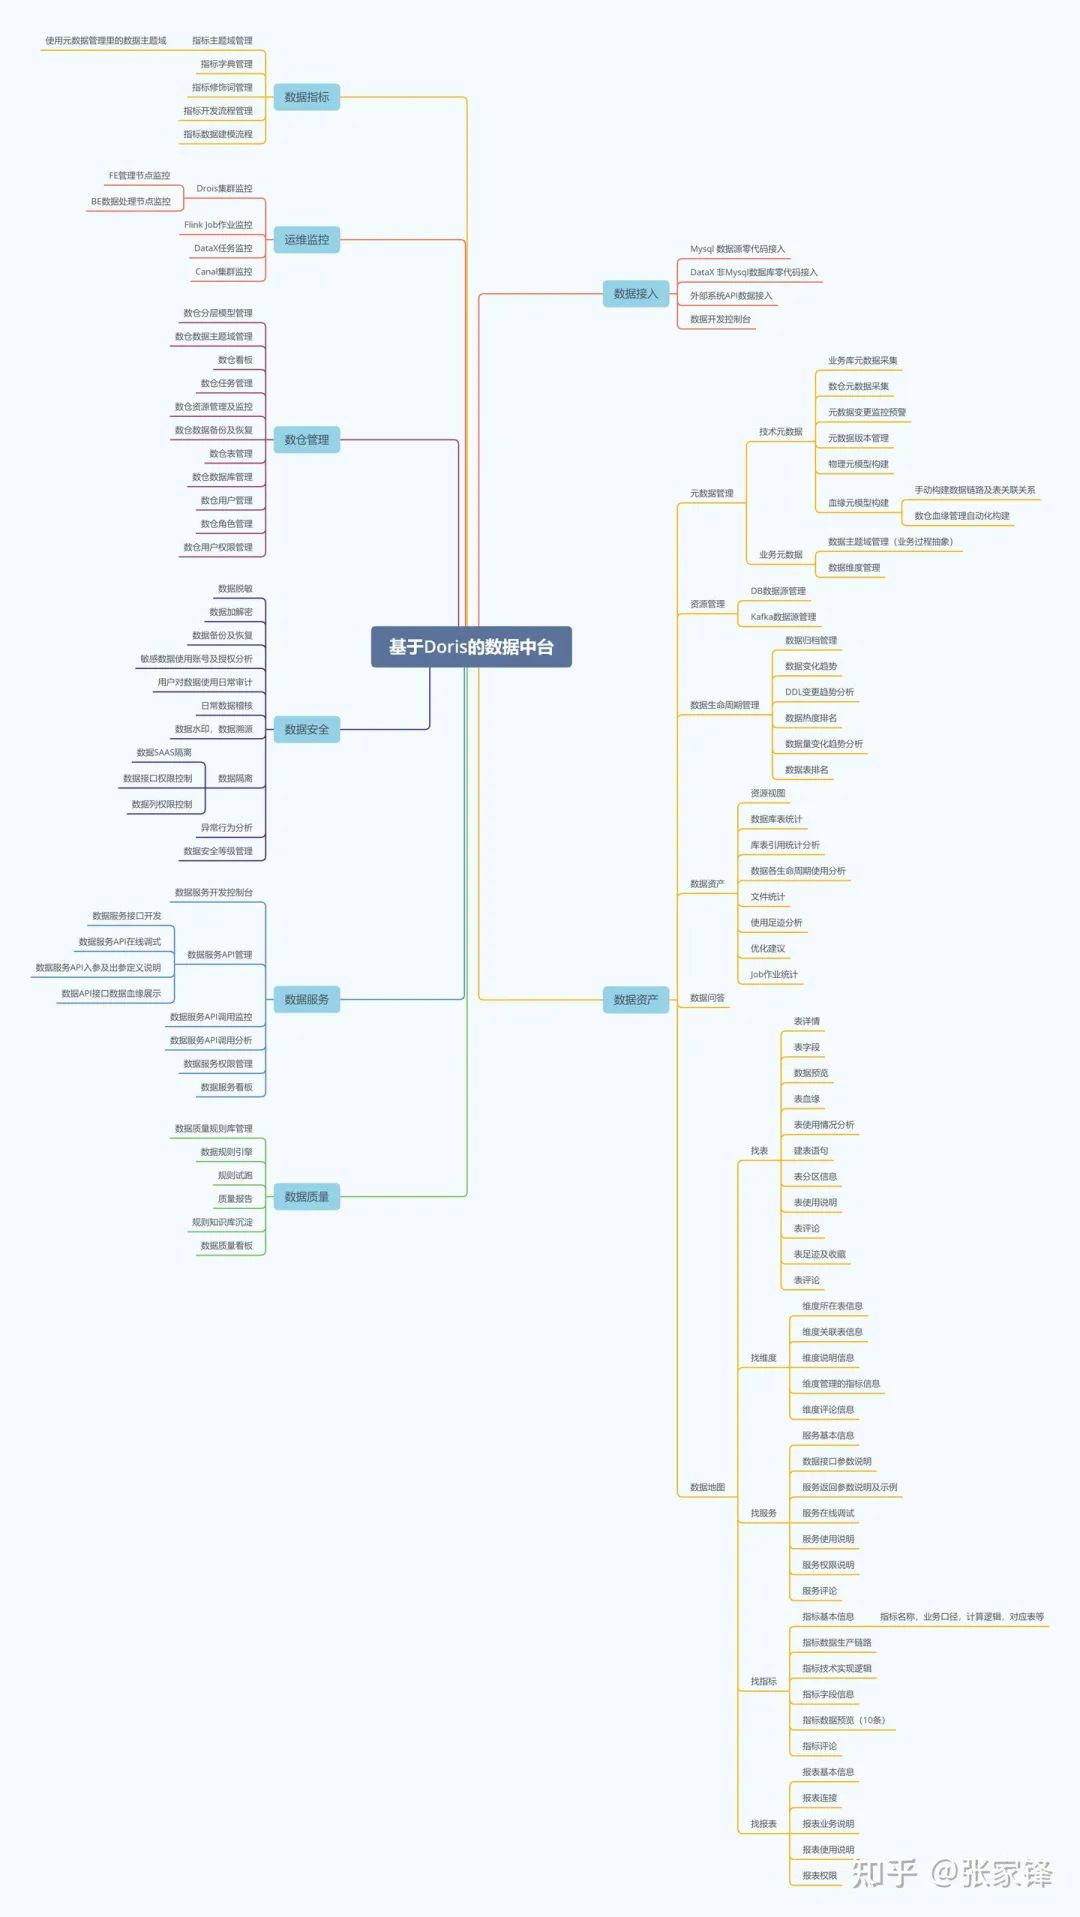 基于Doris的数据中台
数据指标
指标主题域管理
使用元数据管理里的数据主题域
指标字典管理
指标修饰词管理
指标开发流程管理
指标数据建模流程
运维监控
Drois集群监控
FE管理节点监控
BE数据处理节点监控
Flink Job作业监控
DataX任务监控
Canal集群监控
数仓管理
数仓分层模型管理
数仓数据主题域管理
数仓看板
数仓任务管理
数仓资源管理及监控
数仓数据备份及恢复
数仓表管理
数仓数据库管理
数仓用户管理
数仓角色管理
数仓用户权限管理
数据安全
数据脱敏
数据加解密
数据备份及恢复
敏感数据使用账号及授权分析
用户对数据使用日常审计
日常数据稽核
数据水印，数据溯源
数据隔离
数据SAAS隔离
数据接口权限控制
数据列权限控制
异常行为分析
数据安全等级管理
数据服务
数据服务开发控制台
数据服务API管理
数据服务接口开发
数据服务API在线调式
数据服务API入参及出参定义说明
数据API接口数据血缘展示
数据服务API调用监控
数据服务API调用分析
数据服务权限管理
数据服务看板
数据质量
数据质量规则库管理
数据规则引擎
规则试跑
质量报告
规则知识库沉淀
数据质量看板
数据接入
Mysql 数据源零代码接入
DataX 非Mysql数据库零代码接入
外部系统API数据接入
数据开发控制台
数据资产
元数据管理
技术元数据
业务库元数据采集
数仓元数据采集
元数据变更监控预警
元数据版本管理
物理元模型构建
血缘元模型构建
手动构建数据链路及表关联关系
数仓血缘管理自动化构建
业务元数据
数据主题域管理（业务过程抽象）
数据维度管理
资源管理
DB数据源管理
Kafka数据源管理
数据生命周期管理
数据归档管理
数据变化趋势
DDL变更趋势分析
数据热度排名
数据量变化趋势分析
数据表排名
数据资产
资源视图
数据库表统计
库表引用统计分析
数据各生命周期使用分析
文件统计
使用足迹分析
优化建议
Job作业统计
数据问答
数据地图
找表
表详情
表字段
数据预览
表血缘
表使用情况分析
建表语句
表分区信息
表使用说明
表评论
表足迹及收藏
表评论
找维度
维度所在表信息
维度关联表信息
维度说明信息
维度管理的指标信息
维度评论信息
找服务
服务基本信息
数据接口参数说明
服务返回参数说明及示例
服务在线调试
服务使用说明
服务权限说明
服务评论
找指标
指标基本信息
指标名称，业务口径，计算逻辑，对应表等
指标数据生产链路
指标技术实现逻辑
指标字段信息
指标数据预览（10条）
指标评论
找报表
报表基本信息
报表连接
报表业务说明
报表使用说明
报表权限
知乎 @张家锋